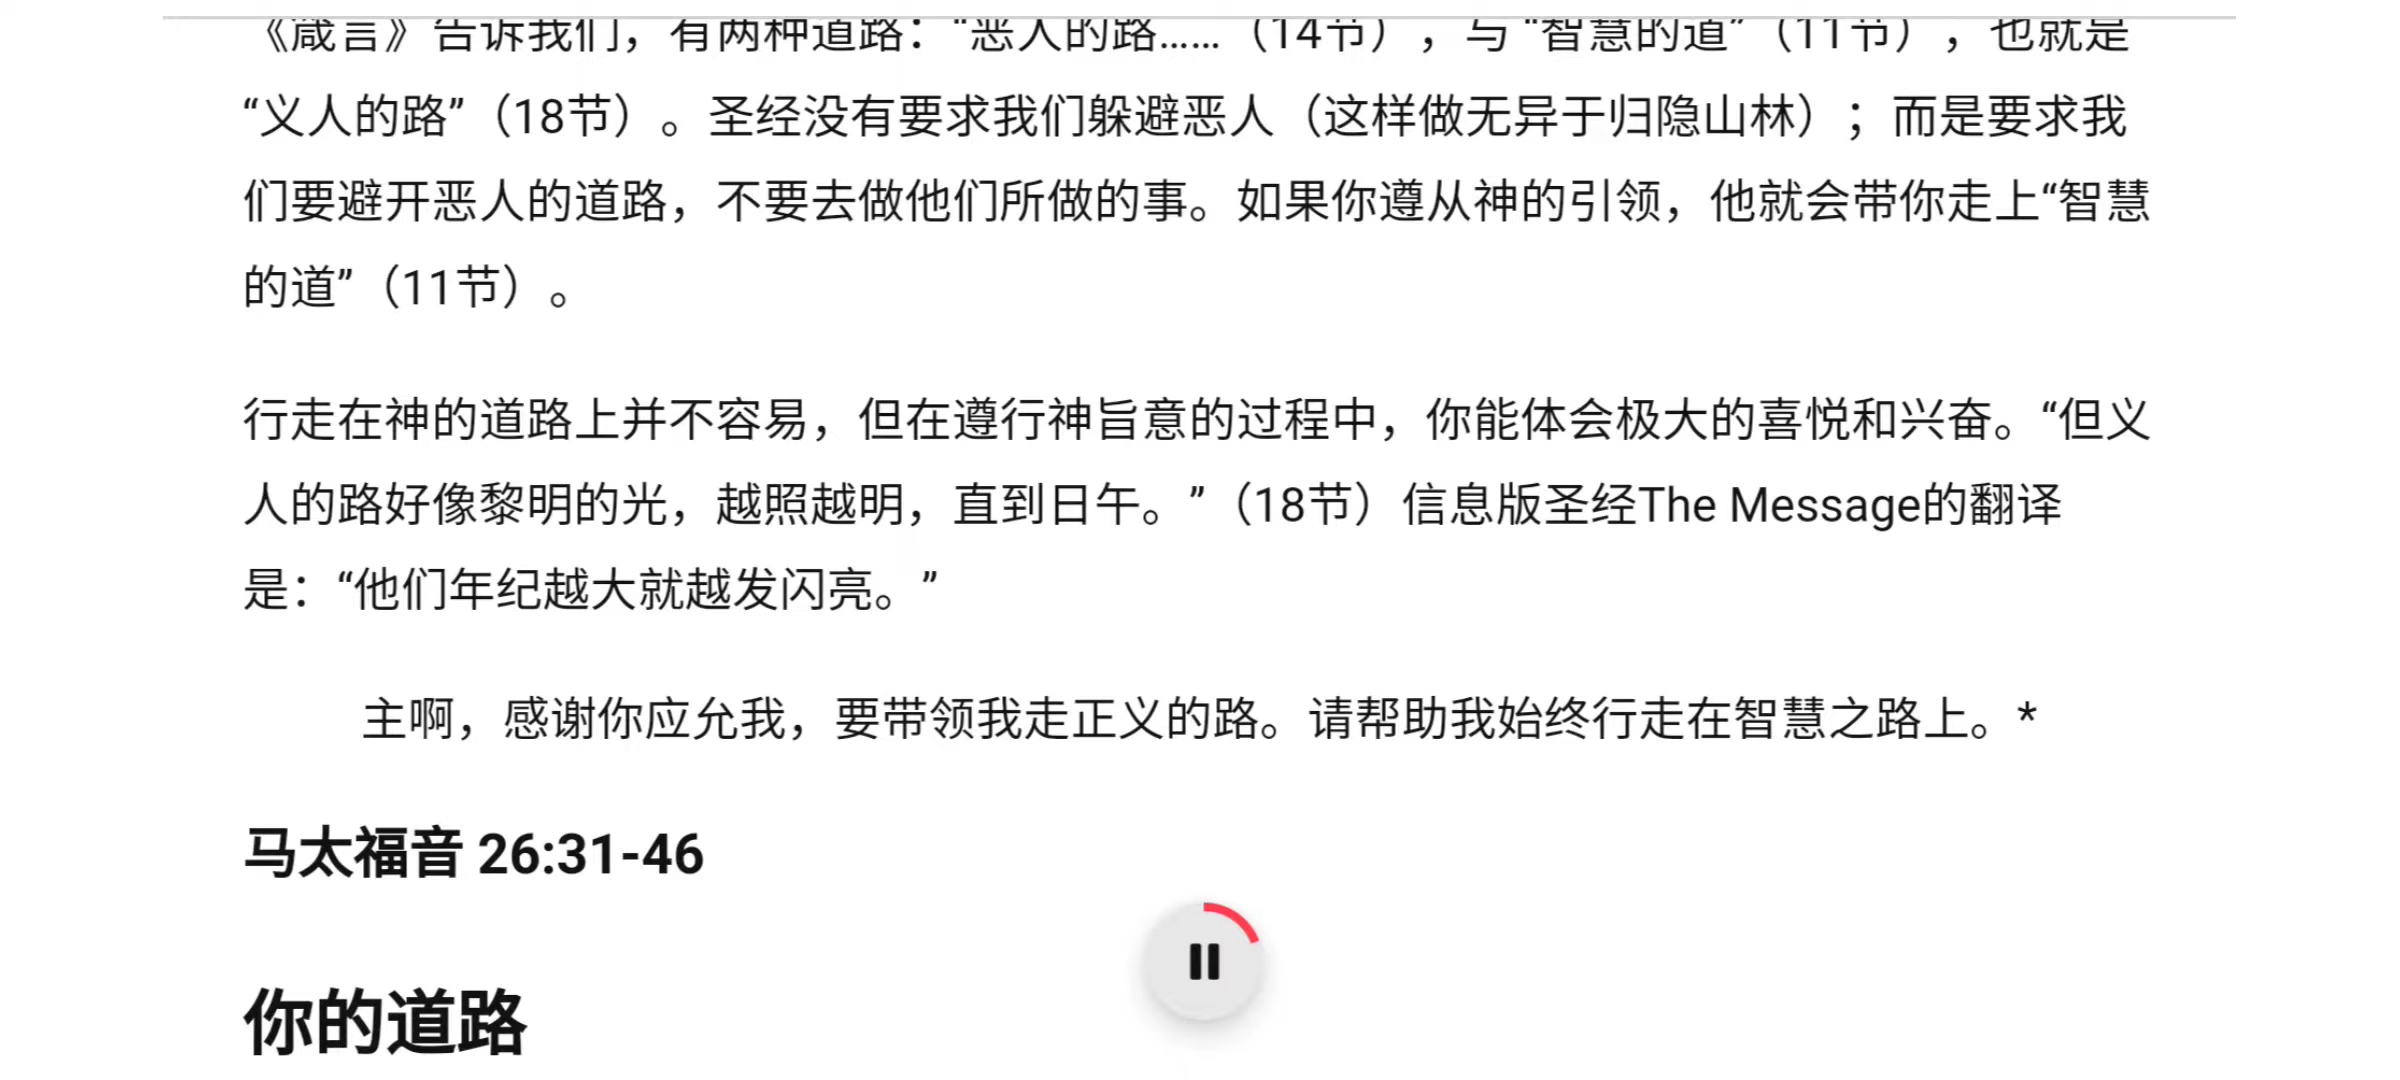 《箴言》告诉我们，有两种道路：“恶人的路……（14节），与 “智慧的道”（11节），也就是
“义人的路”（18节）。圣经没有要求我们躲避恶人（这样做无异于归隐山林）；而是要求我
们要避开恶人的道路，不要去做他们所做的事。如果你遵从神的引领，他就会带你走上“智慧
的道”（11节）。
行走在神的道路上并不容易，但在遵行神旨意的过程中，你能体会极大的喜悦和兴奋。“但义
人的路好像黎明的光，越照越明，直到日午。”（18节）信息版圣经The Message的翻译
是：“他们年纪越大就越发闪亮。”
主啊，感谢你应允我，要带领我走正义的路。请帮助我始终行走在智慧之路上。*
马太福音 26:31-46
你的道路